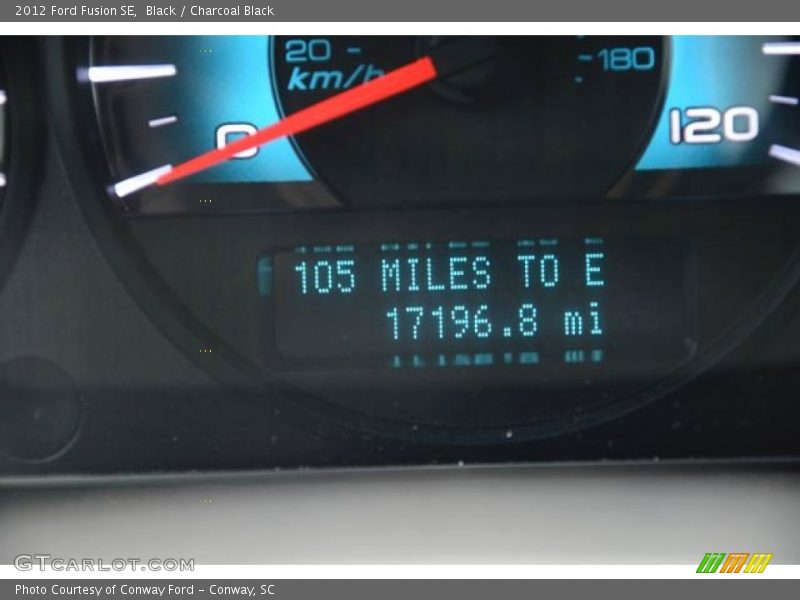 2012 Ford Fusion SE,  Black / Charcoal Black
20
km/h
180
0
120
105 MILES TO E
17196.8 mi
GTCARLOT.COM
Photo Courtesy of Conway Ford - Conway, SC